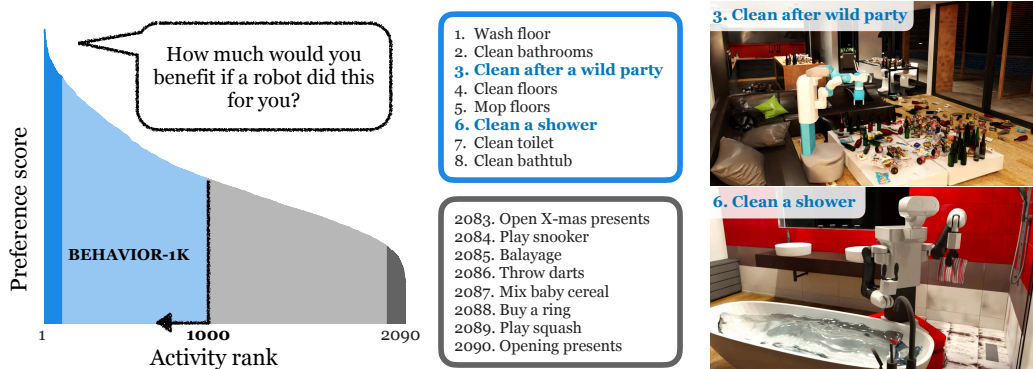 How much would you
benefit if a robot did this
for you?
Preference score
BEHAVIOR-1K
1
1000
2090
Activity rank
1. Wash floor
2. Clean bathrooms
3. Clean after a wild party
4. Clean floors
5. Mop floors
6. Clean a shower
7. Clean toilet
8. Clean bathtub
2083. Open X-mas presents
2084. Play snooker
2085. Balayage
2086. Throw darts
2087. Mix baby cereal
2088. Buy a ring
2089. Play squash
2090. Opening presents
3. Clean after wild party
6. Clean a shower